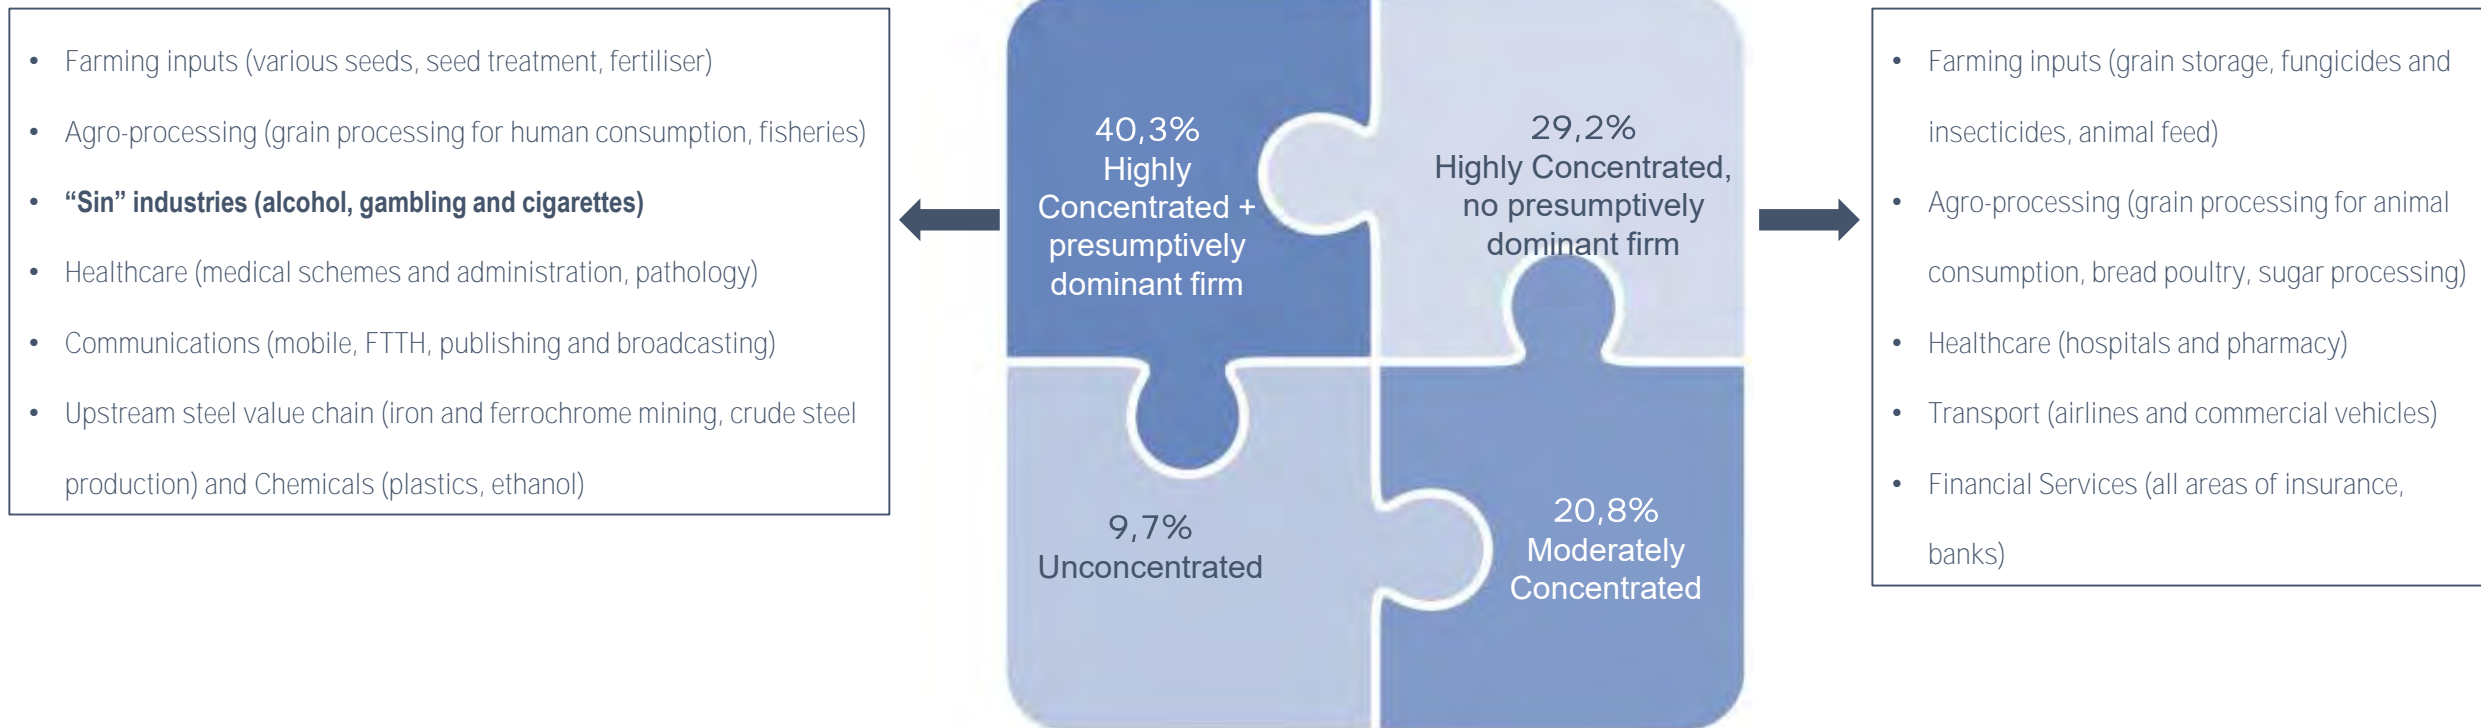 • Farming inputs (various seeds, seed treatment, fertiliser)
• Agro-processing (grain processing for human consumption, fisheries)
• “Sin” industries (alcohol, gambling and cigarettes)
• Healthcare (medical schemes and administration, pathology)
• Communications (mobile, FTTH, publishing and broadcasting)
• Upstream steel value chain (iron and ferrochrome mining, crude steel
production) and Chemicals (plastics, ethanol)
40,3%
Highly
Concentrated +
presumptively
dominant firm
29,2%
Highly Concentrated,
no presumptively
dominant firm
9,7%
Unconcentrated
20,8%
Moderately
Concentrated
• Farming inputs (grain storage, fungicides and
insecticides, animal feed)
• Agro-processing (grain processing for animal
consumption, bread poultry, sugar processing)
• Healthcare (hospitals and pharmacy)
• Transport (airlines and commercial vehicles)
• Financial Services (all areas of insurance,
banks)